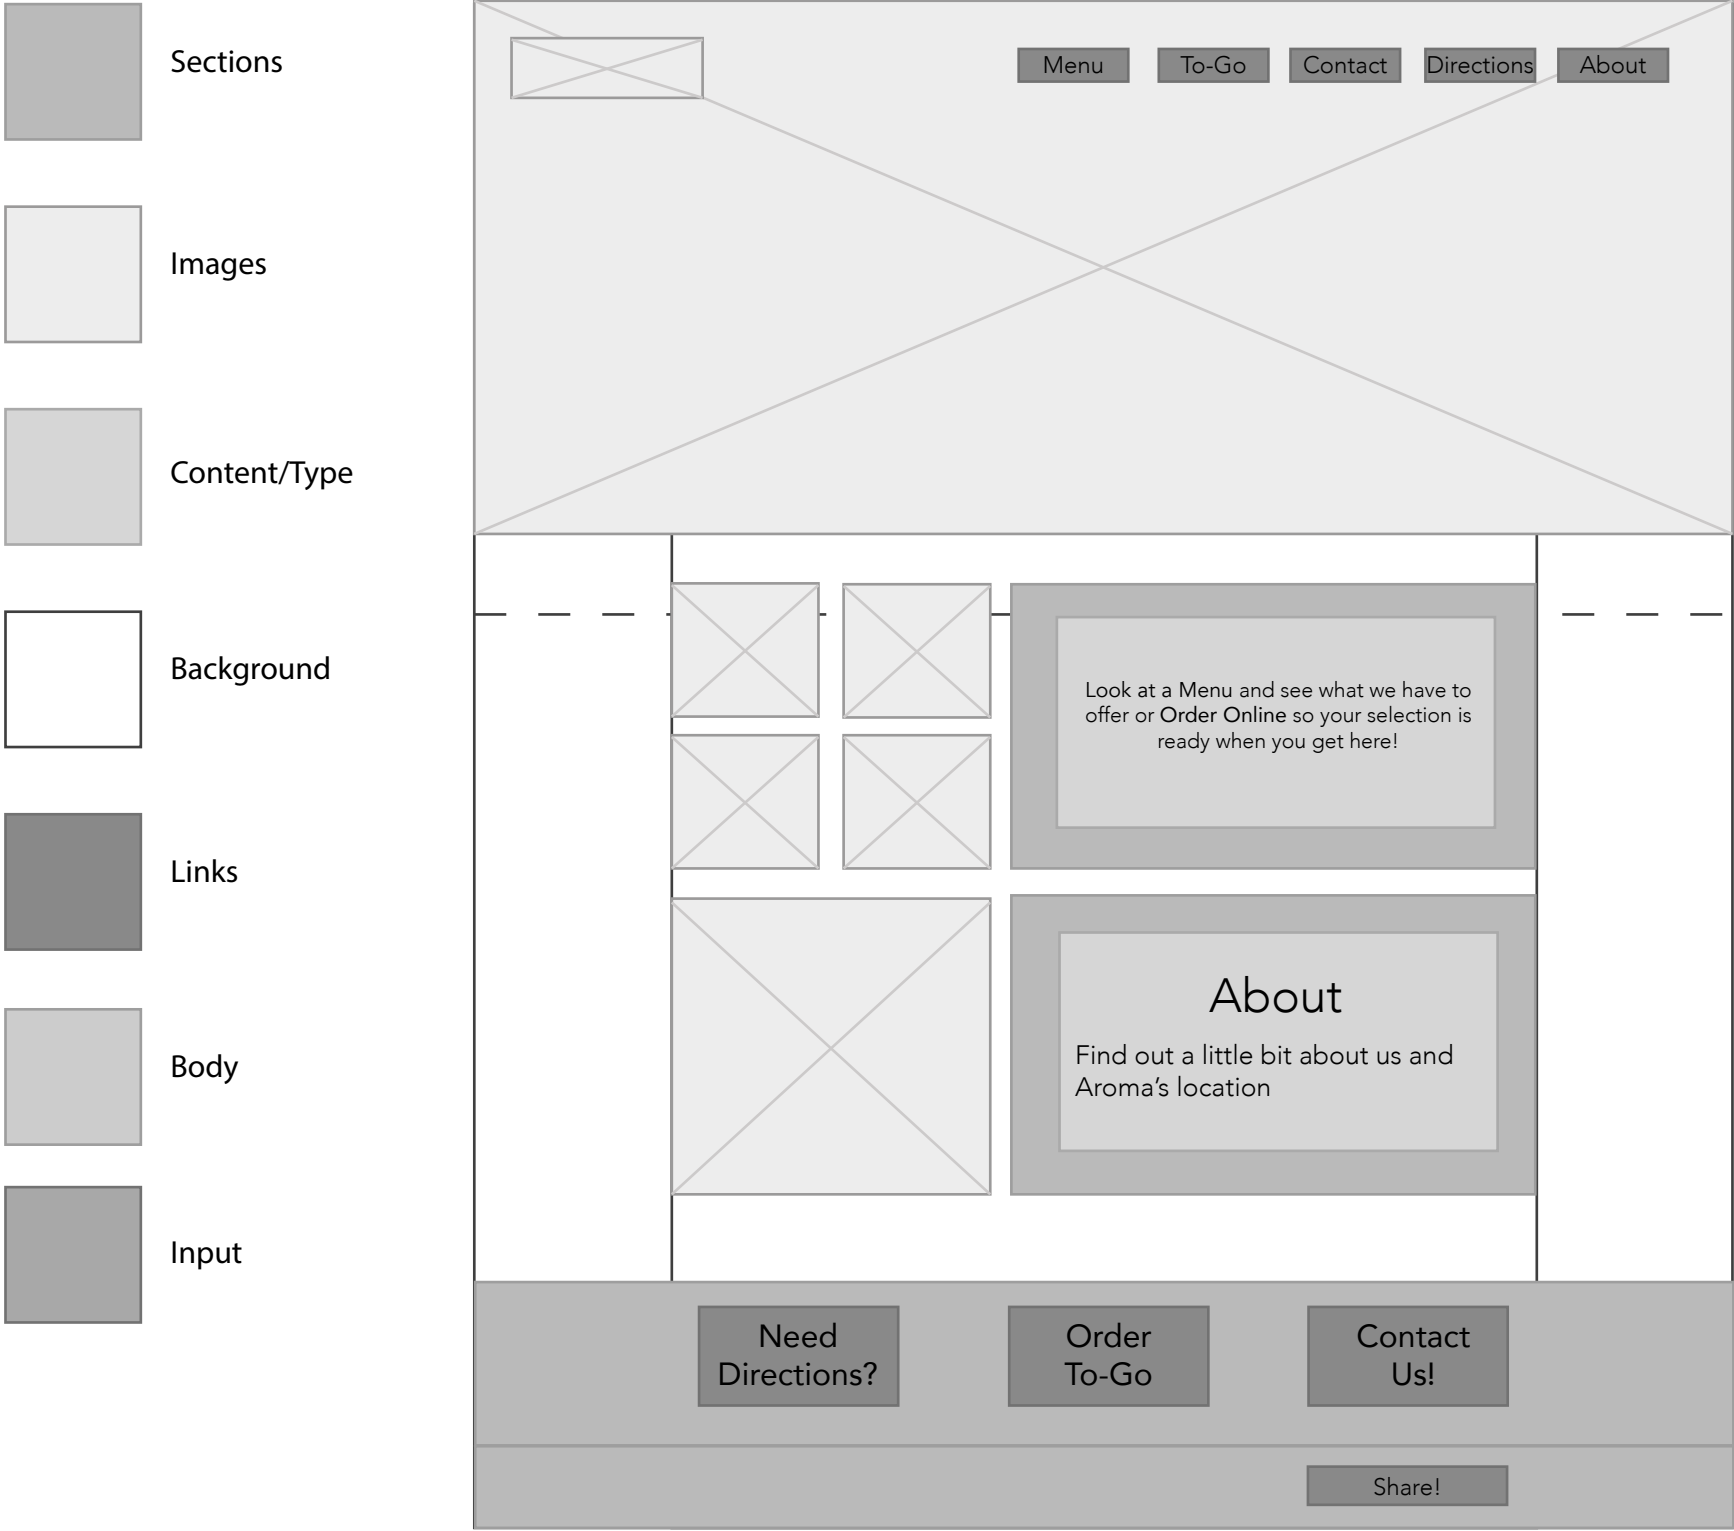 Sections
Images
Content/Type
Background
Links
Body
Input
Menu
To-Go
Contact
Directions
About
Look at a Menu and see what we have to
offer or Order Online so your selection is
ready when you get here!
About
Find out a little bit about us and
Aroma’s location
Need
Directions?
Order
To-Go
Contact
Us!
Share!